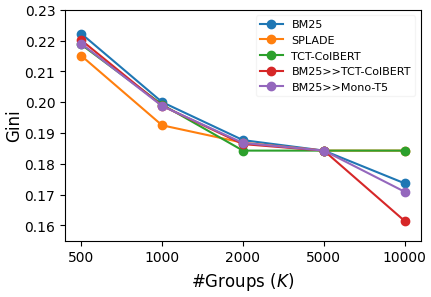 0.23
0.22
0.21
0.20
0.19
0.18
0.17
0.16
Gini
BM25
SPLADE
TCT-ColBERT
BM25>>TCT-ColBERT
BM25>>Mono-T5
500 1000 2000 5000 10000
#Groups (K)